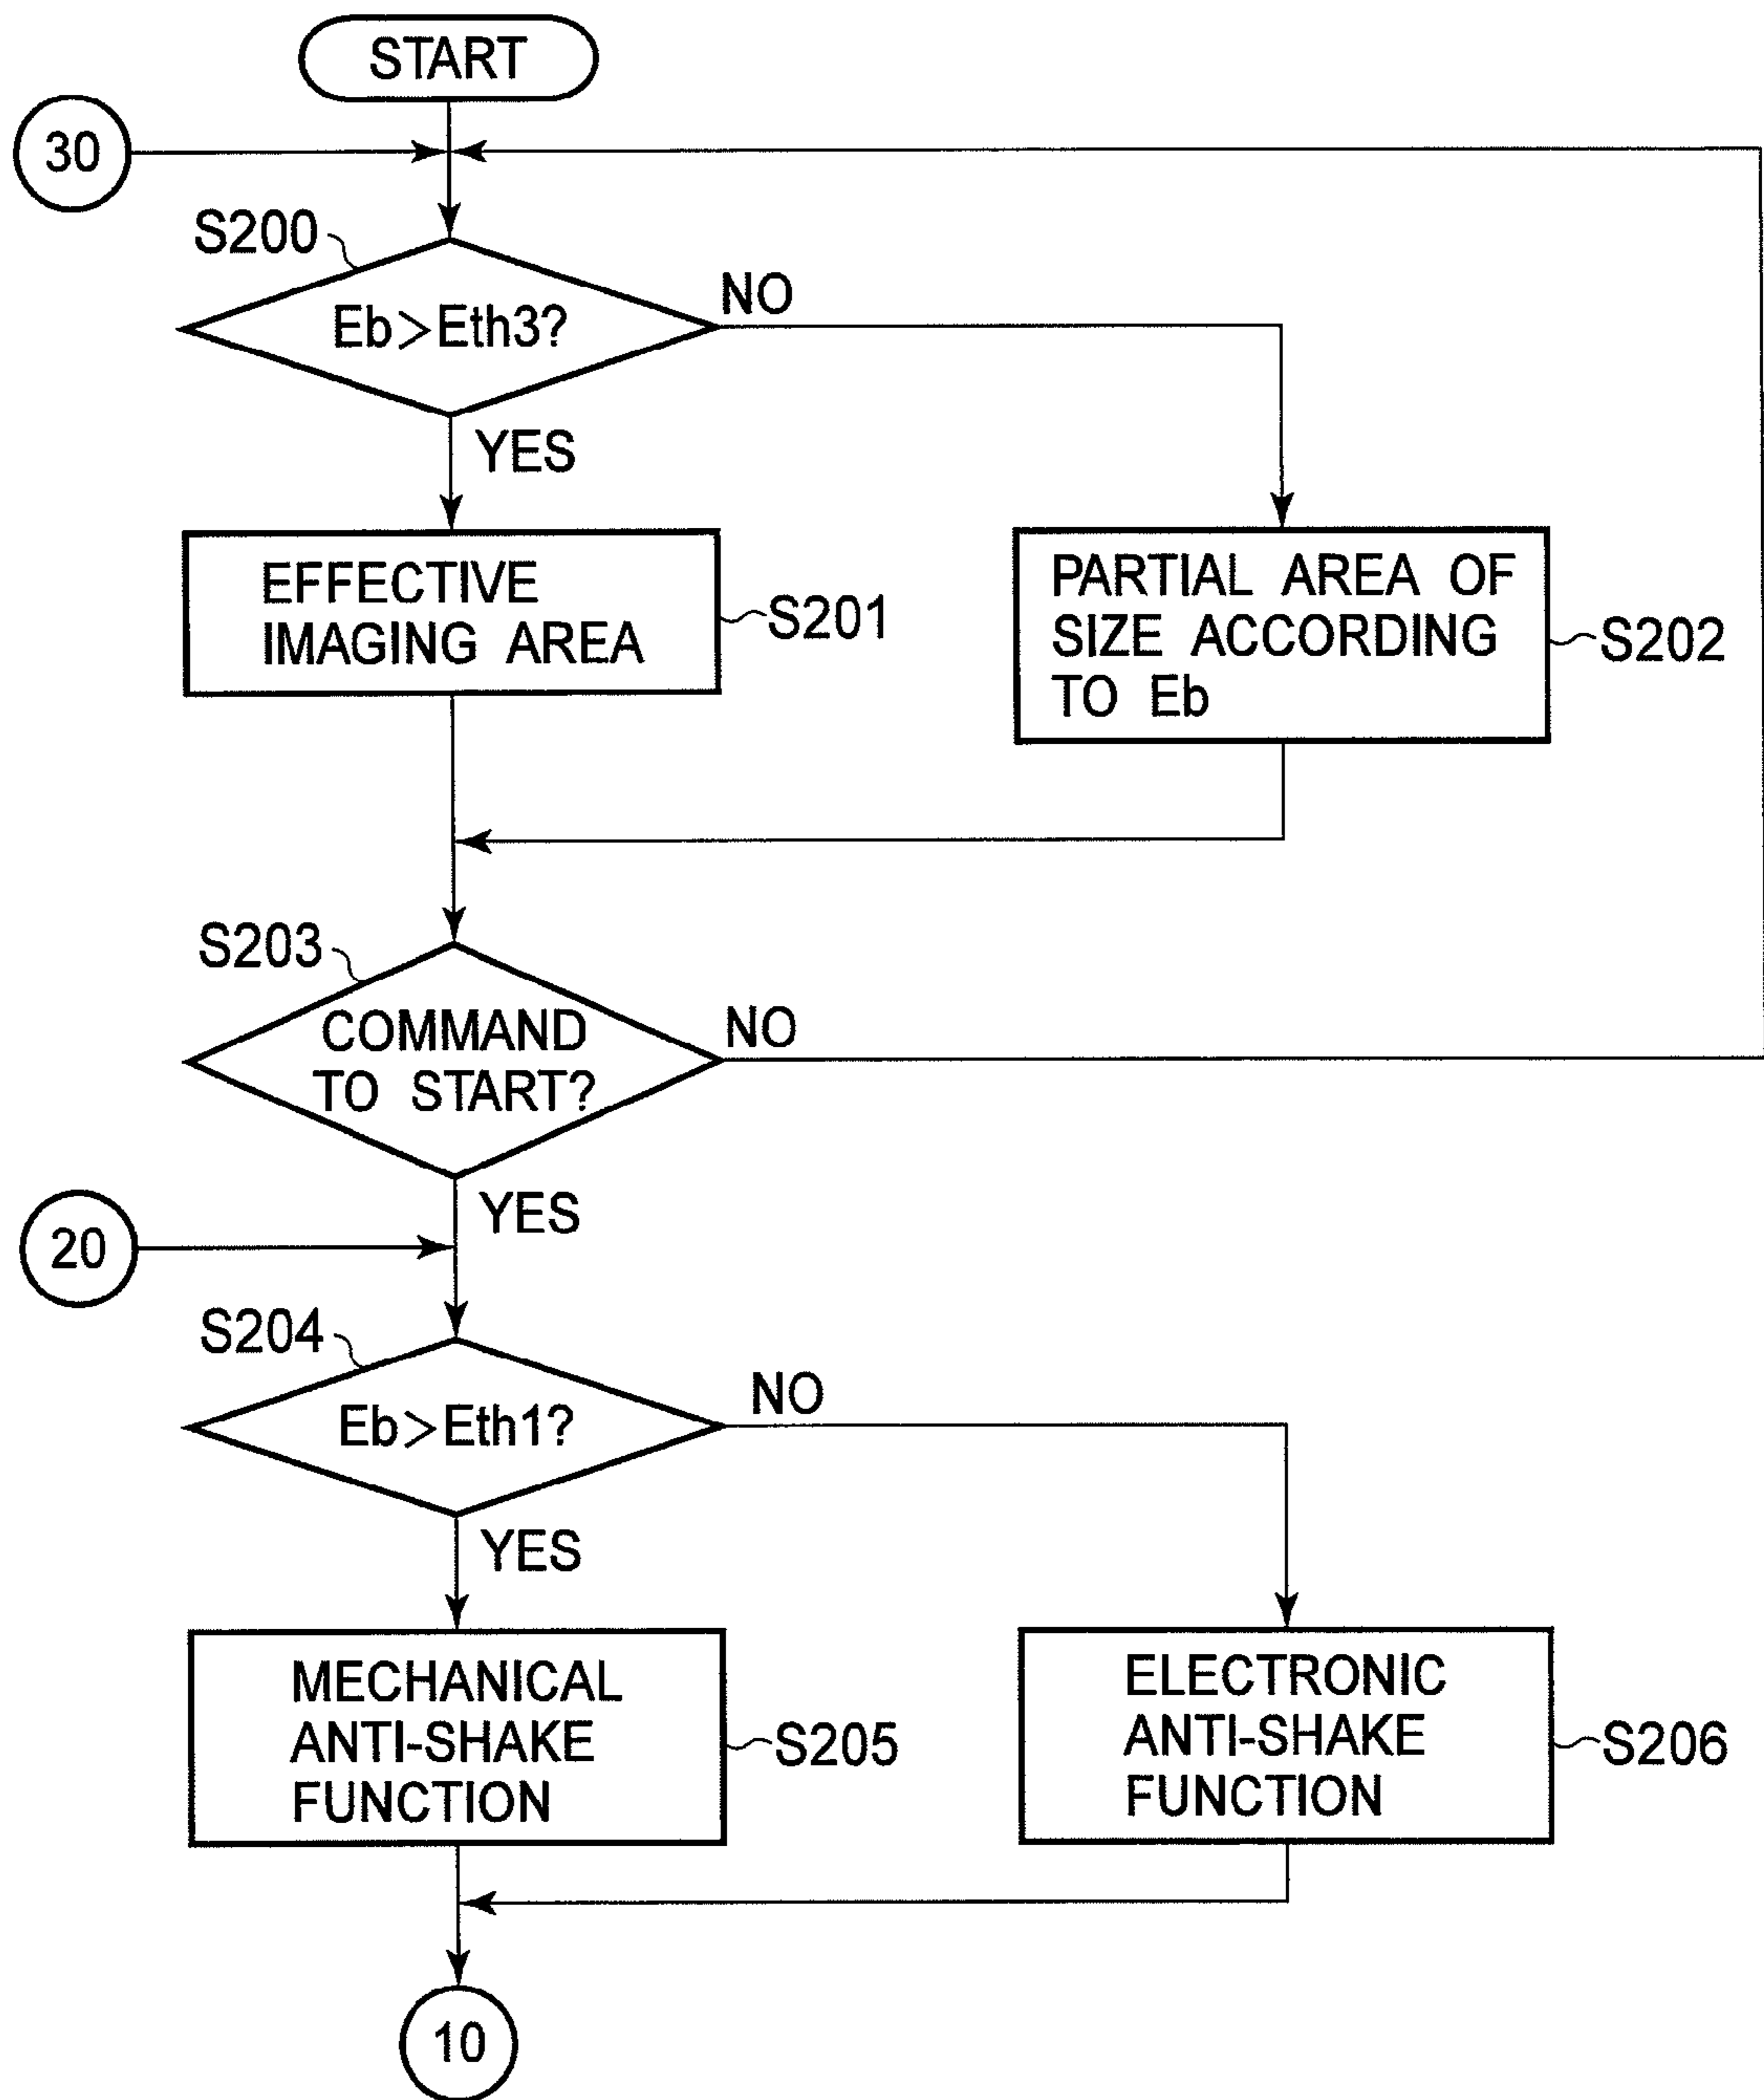 START
30
S200
Eb>Eth3?
NO
YES
EFFECTIVE
IMAGING AREA
S201
PARTIAL AREA OF
SIZE ACCORDING
TO Eb
S202
S203
COMMAND
TO START?
NO
YES
20
S204
Eb>Eth1?
NO
YES
MECHANICAL
ANTI-SHAKE
FUNCTION
S205
ELECTRONIC
ANTI-SHAKE
FUNCTION
S206
10